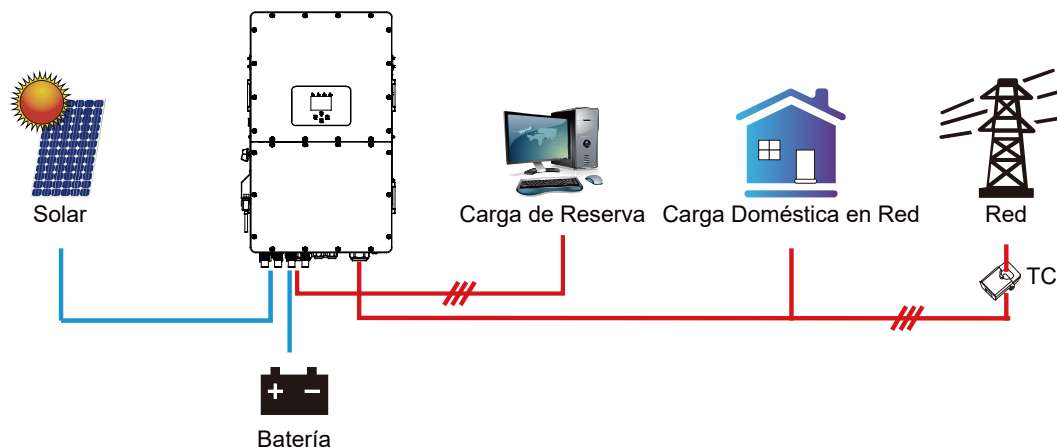 Solar
Carga de Reserva
Carga Doméstica en Red
Red
TC
Batería